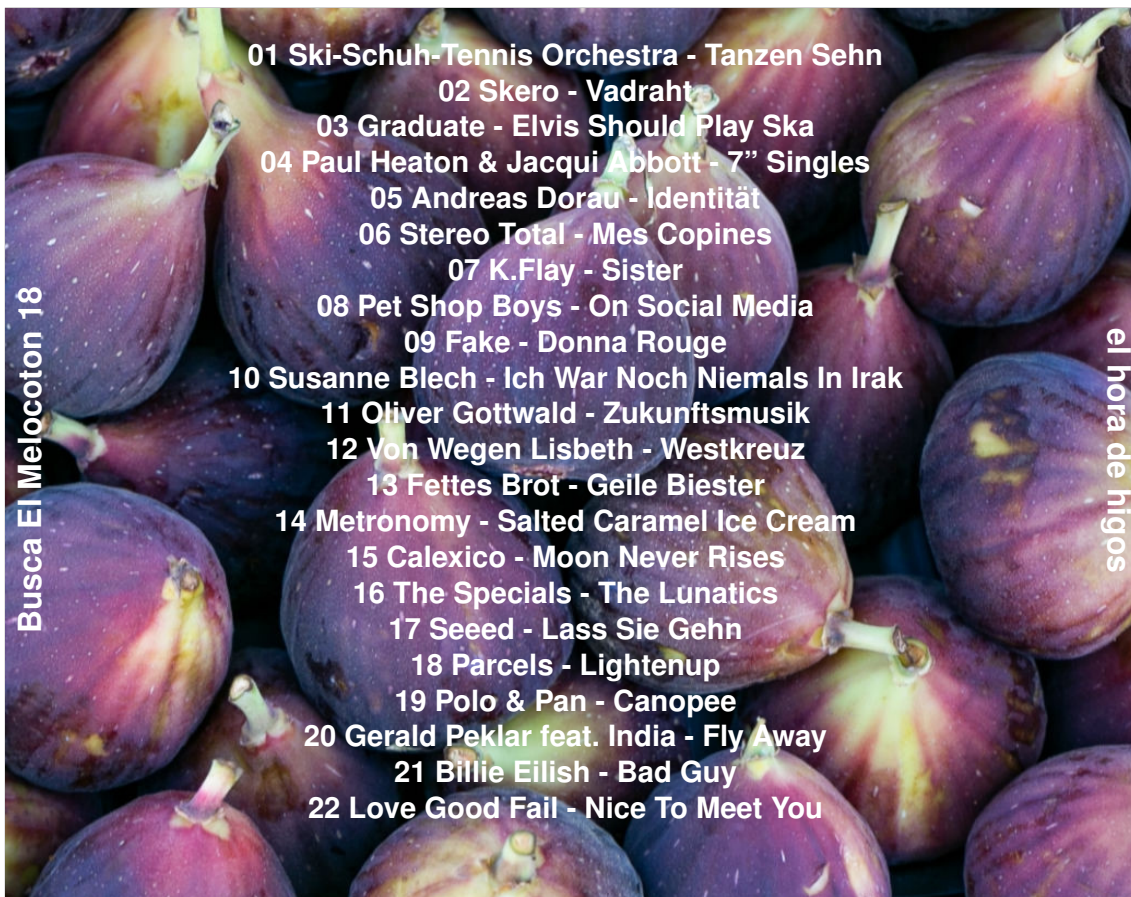 01 Ski-Schuh-Tennis Orchestra - Tanzen Sehn
02 Skero - Vadraht
03 Graduate - Elvis Should Play Ska
04 Paul Heaton & Jacqui Abbott - 7” Singles
05 Andreas Dorau - Identität
06 Stereo Total - Mes Copines
07 K.Flay - Sister
08 Pet Shop Boys - On Social Media
09 Fake - Donna Rouge
10 Susanne Blech - Ich War Noch Niemals In Irak
11 Oliver Gottwald - Zukunftsmusik
12 Von Wegen Lisbeth - Westkreuz
13 Fettes Brot - Geile Biester
14 Metronomy - Salted Caramel Ice Cream
15 Calexico - Moon Never Rises
16 The Specials - The Lunatics
17 Seeed - Lass Sie Gehn
18 Parcels - Lightenup
19 Polo & Pan - Canopee
20 Gerald Peklar feat. India - Fly Away
21 Billie Eilish - Bad Guy
22 Love Good Fail - Nice To Meet You
Busca El Melocoton 18
el hora de higos